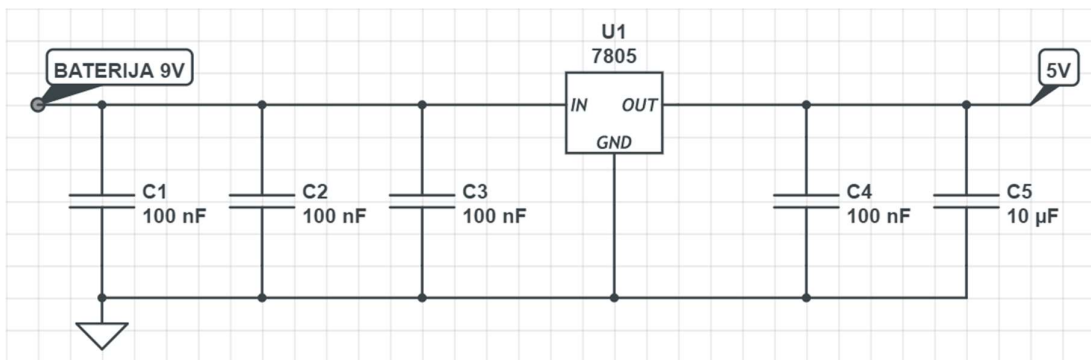 U1
7805
BATERIJA 9V
5V
IN OUT
GND
C1
100 nF
C2
100 nF
C3
100 nF
C4
100 nF
C5
10 µF